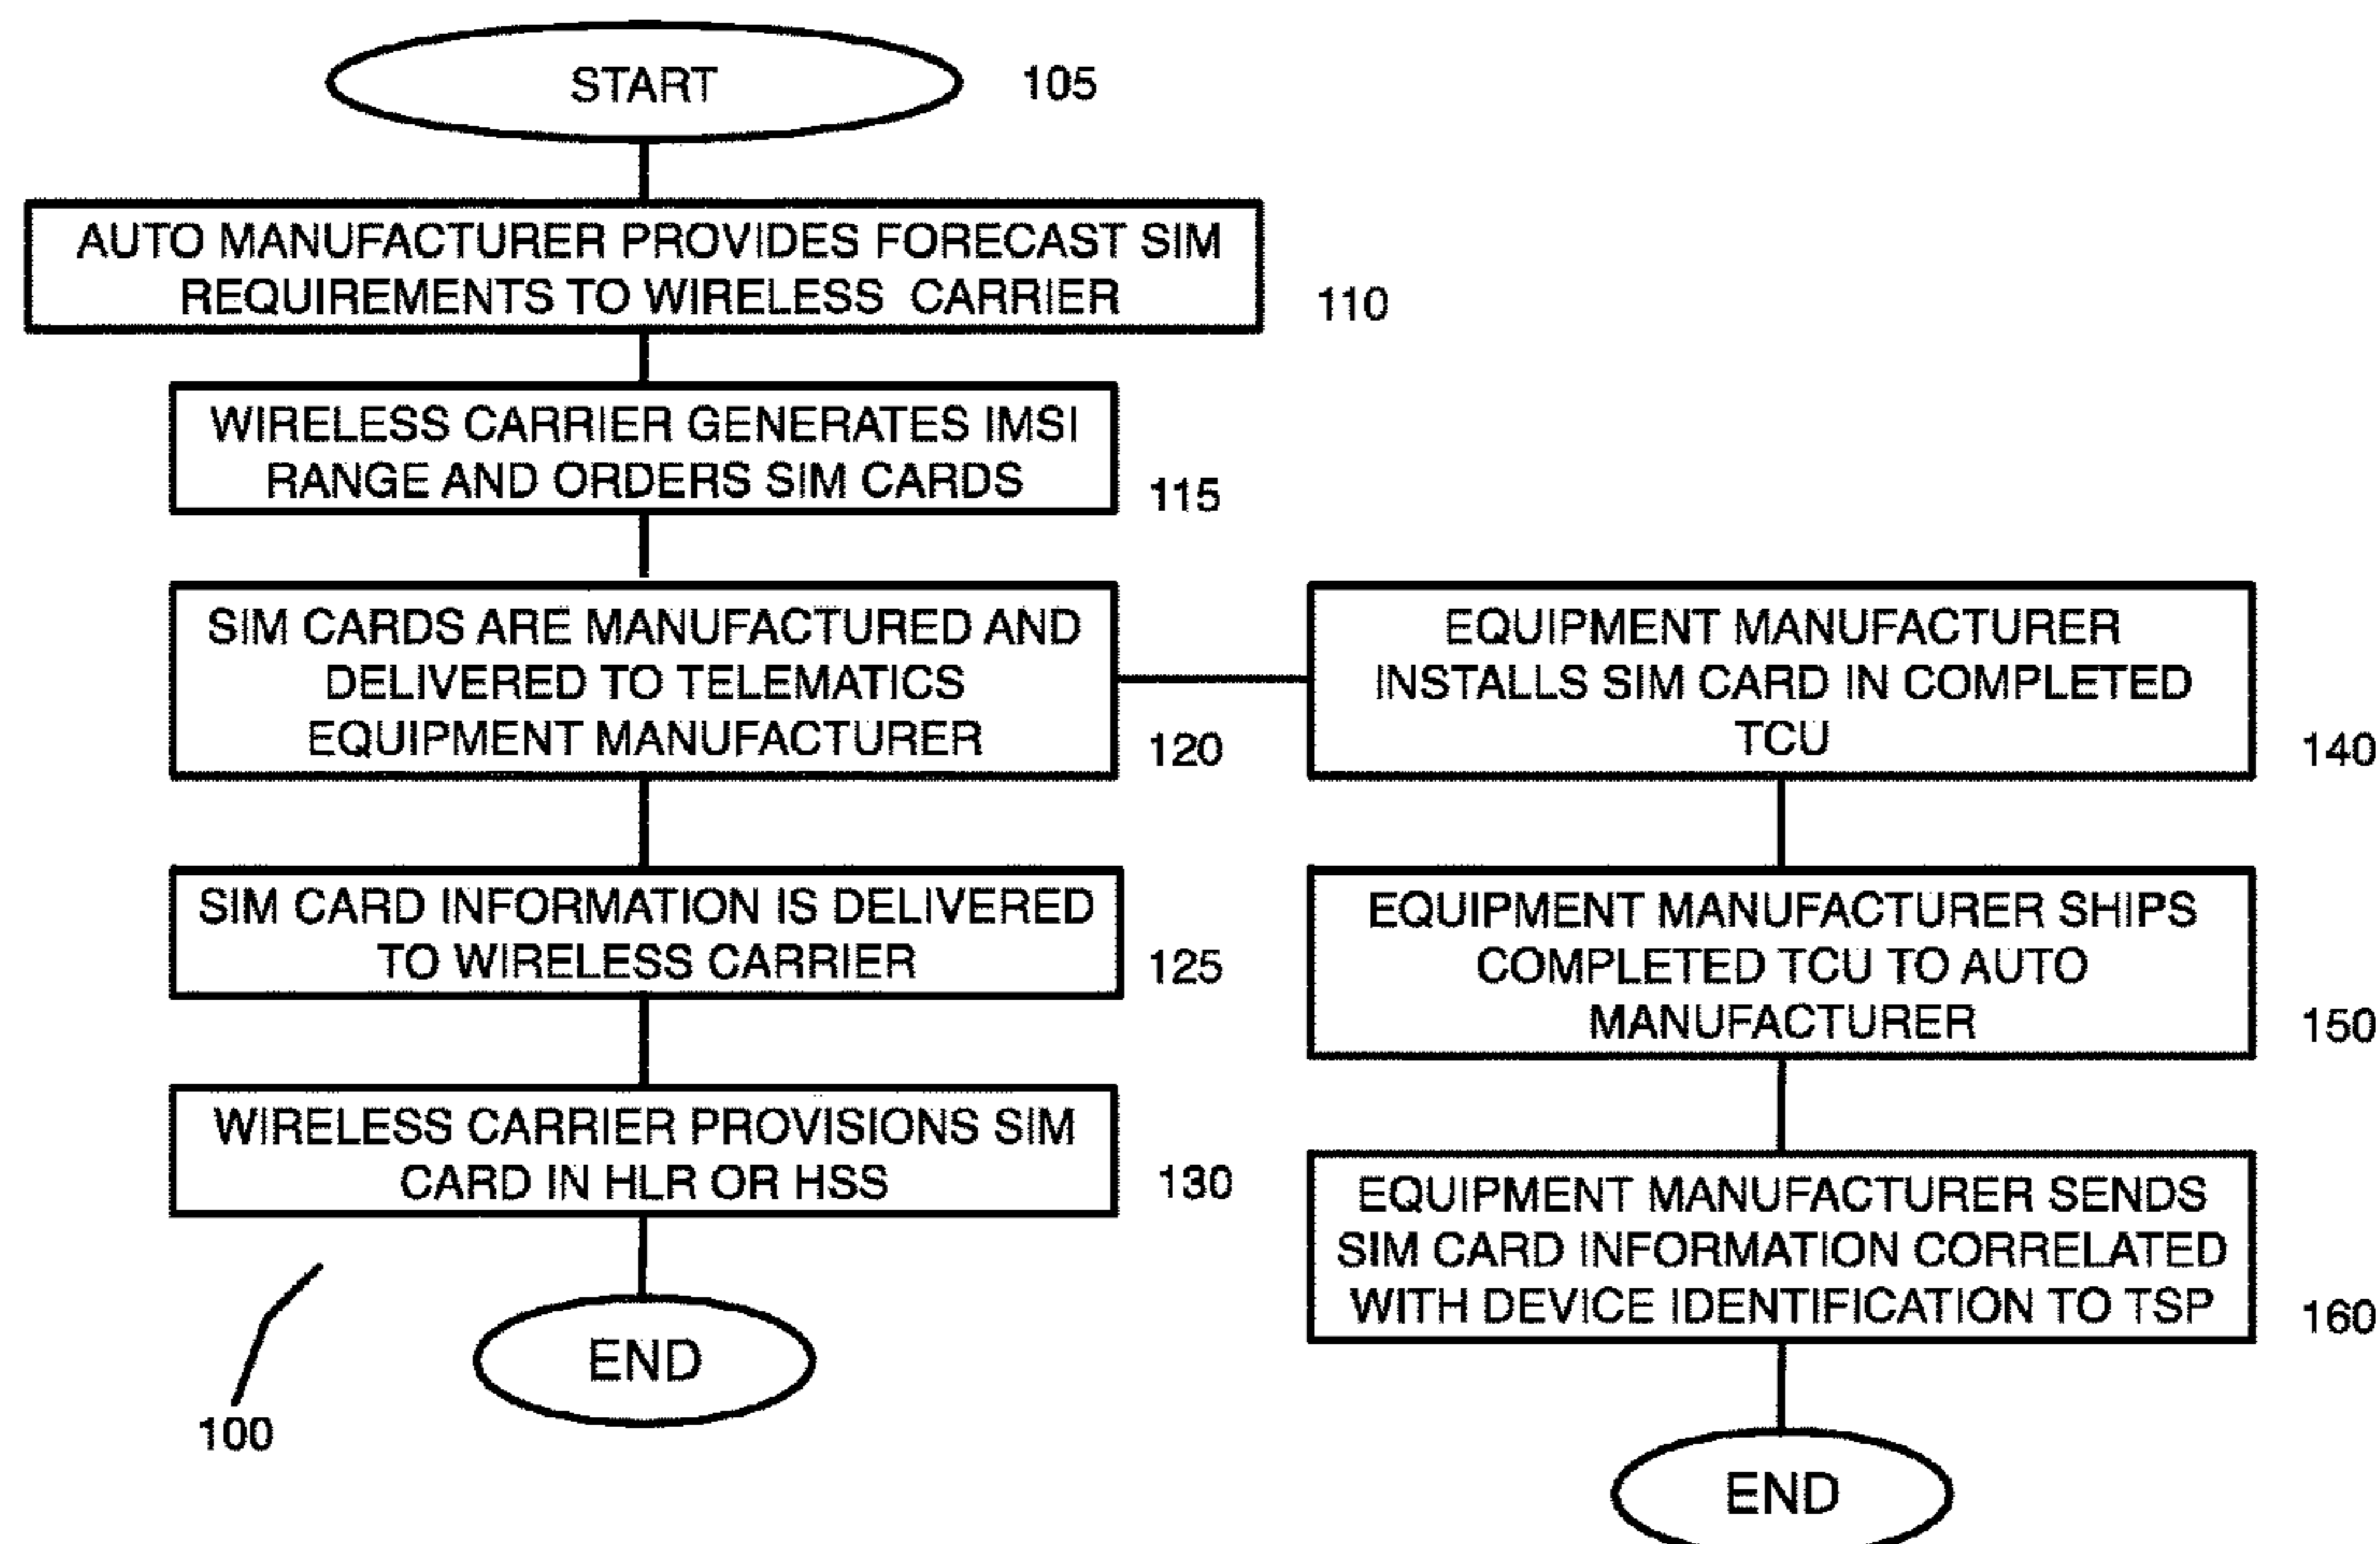 START
105
AUTO MANUFACTURER PROVIDES FORECAST SIM
REQUIREMENTS TO WIRELESS CARRIER
110
WIRELESS CARRIER GENERATES IMSI
RANGE AND ORDERS SIM CARDS
115
SIM CARDS ARE MANUFACTURED AND
DELIVERED TO TELEMATICS
EQUIPMENT MANUFACTURER
120
SIM CARD INFORMATION IS DELIVERED
TO WIRELESS CARRIER
125
WIRELESS CARRIER PROVISIONS SIM
CARD IN HLR OR HSS
130
END
100
EQUIPMENT MANUFACTURER
INSTALLS SIM CARD IN COMPLETED
TCU
140
EQUIPMENT MANUFACTURER SHIPS
COMPLETED TCU TO AUTO
MANUFACTURER
150
EQUIPMENT MANUFACTURER SENDS
SIM CARD INFORMATION CORRELATED
WITH DEVICE IDENTIFICATION TO TSP
160
END